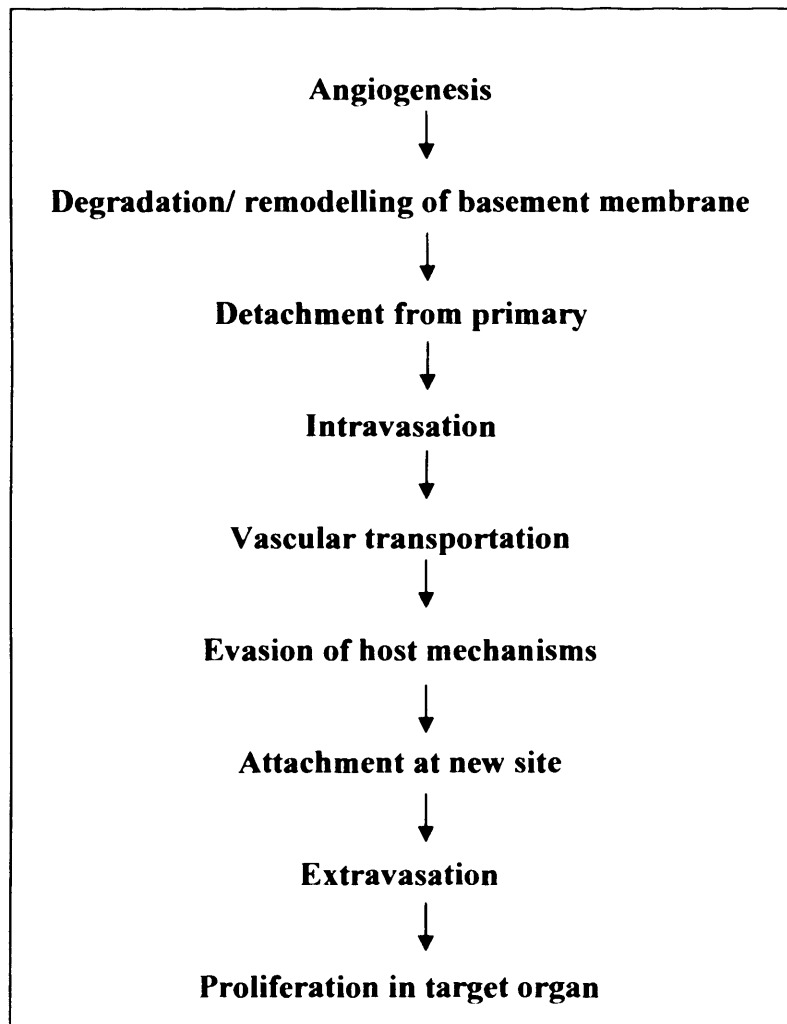 Angiogenesis
Degradation/ remodelling of basement membrane
Detachment from primary
Intravasation
Vascular transportation
Evasion of host mechanisms
Attachment at new site
Extravasation
Proliferation in target organ